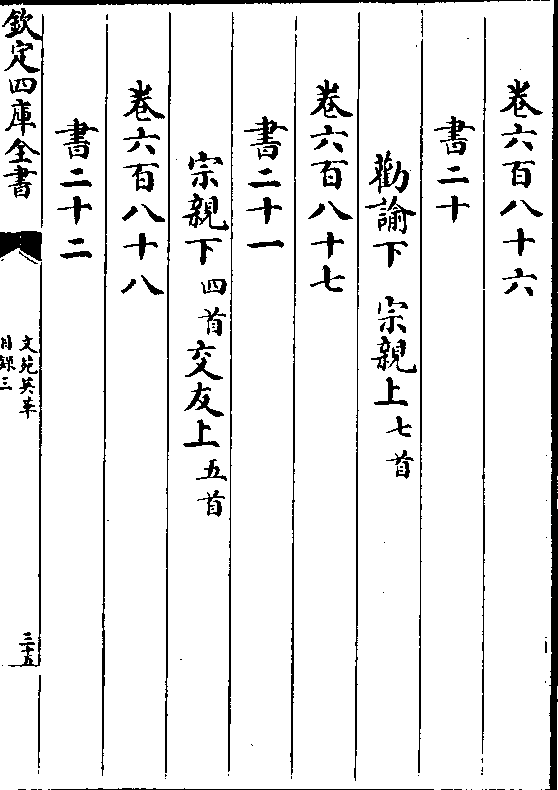 卷六百八十六
書二十
勸諭下　宗親上七首
卷六百八十七
書二十一
宗親下四首交友上五首
卷六百八十八
書二十二
欽定四庫全書
文苑英華
目錄三
三十五